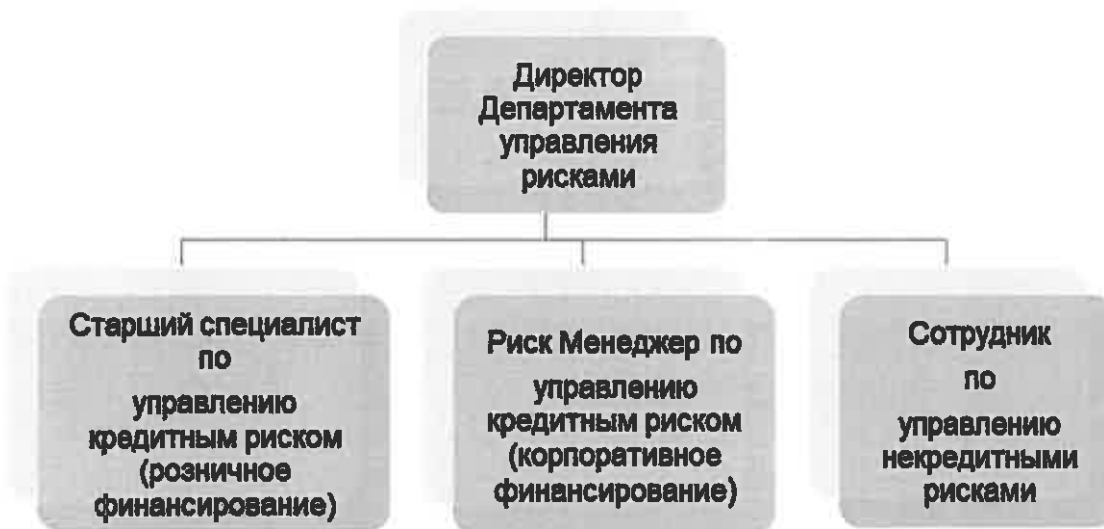 Директор
Департамента
управления
рисками
Старший специалист
по
управлению
кредитным риском
(розничное
финансирование)
Риск Менеджер по
управлению
кредитным риском
(корпоративное
финансирование)
Сотрудник
по
управлению
некредитными
рисками